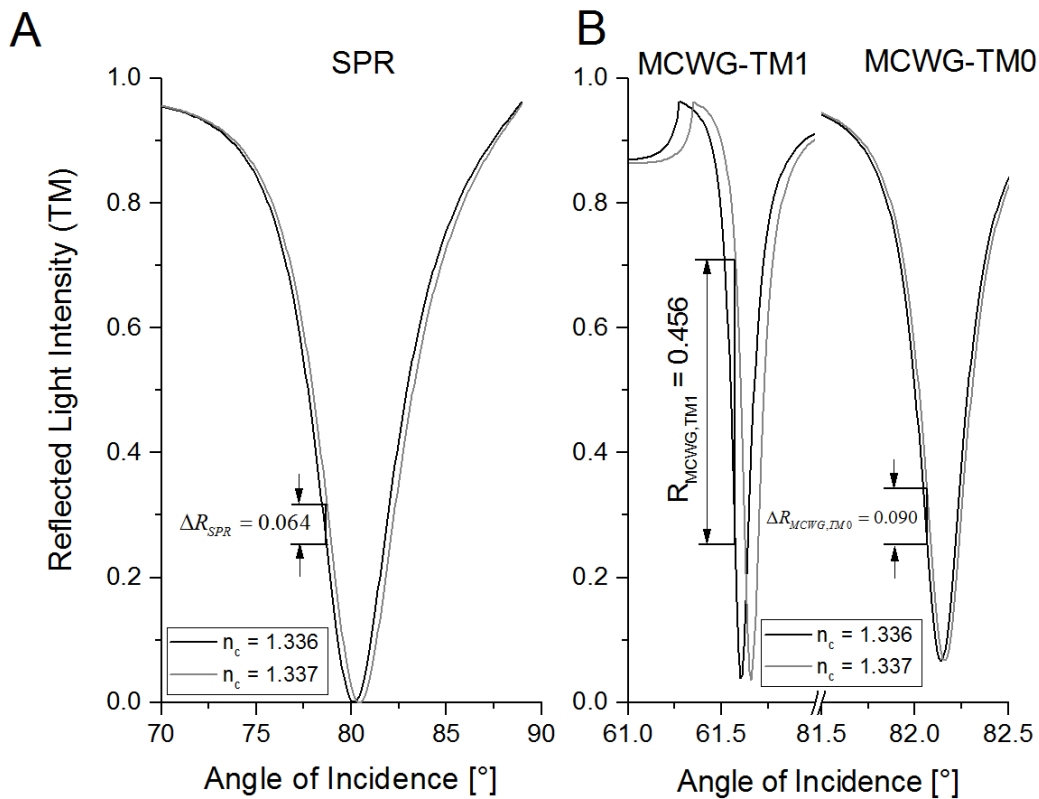 A
SPR
Reflected Light Intensity (TM)
1.0
0.8
0.6
0.4
0.2
0.0
ΔR_SPR = 0.064
n_c = 1.336
n_c = 1.337
70
75
80
85
90
Angle of Incidence [°]
B
MCWG-TM1
MCWG-TM0
1.0
0.8
0.6
0.4
0.2
0.0
R_MCWG,TM1 = 0.456
ΔR_MCWG,TM0 = 0.090
n_c = 1.336
n_c = 1.337
61.0
61.5
81.5
82.0
82.5
Angle of Incidence [°]